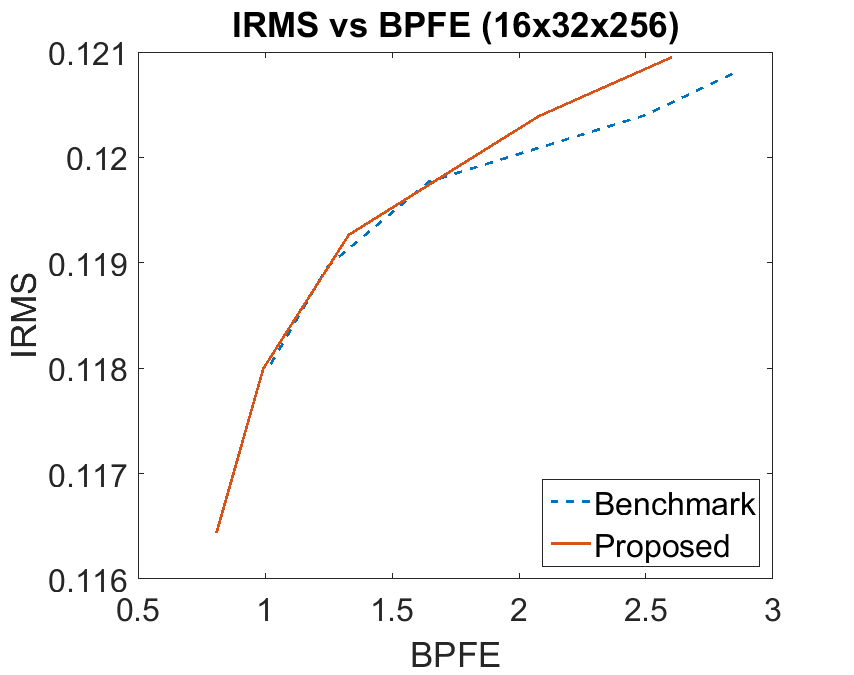 IRMS vs BPFE (16x32x256)
0.121
0.12
0.119
0.118
0.117
0.116
IRMS
0.5
1
1.5
2
2.5
3
BPFE
Benchmark
Proposed